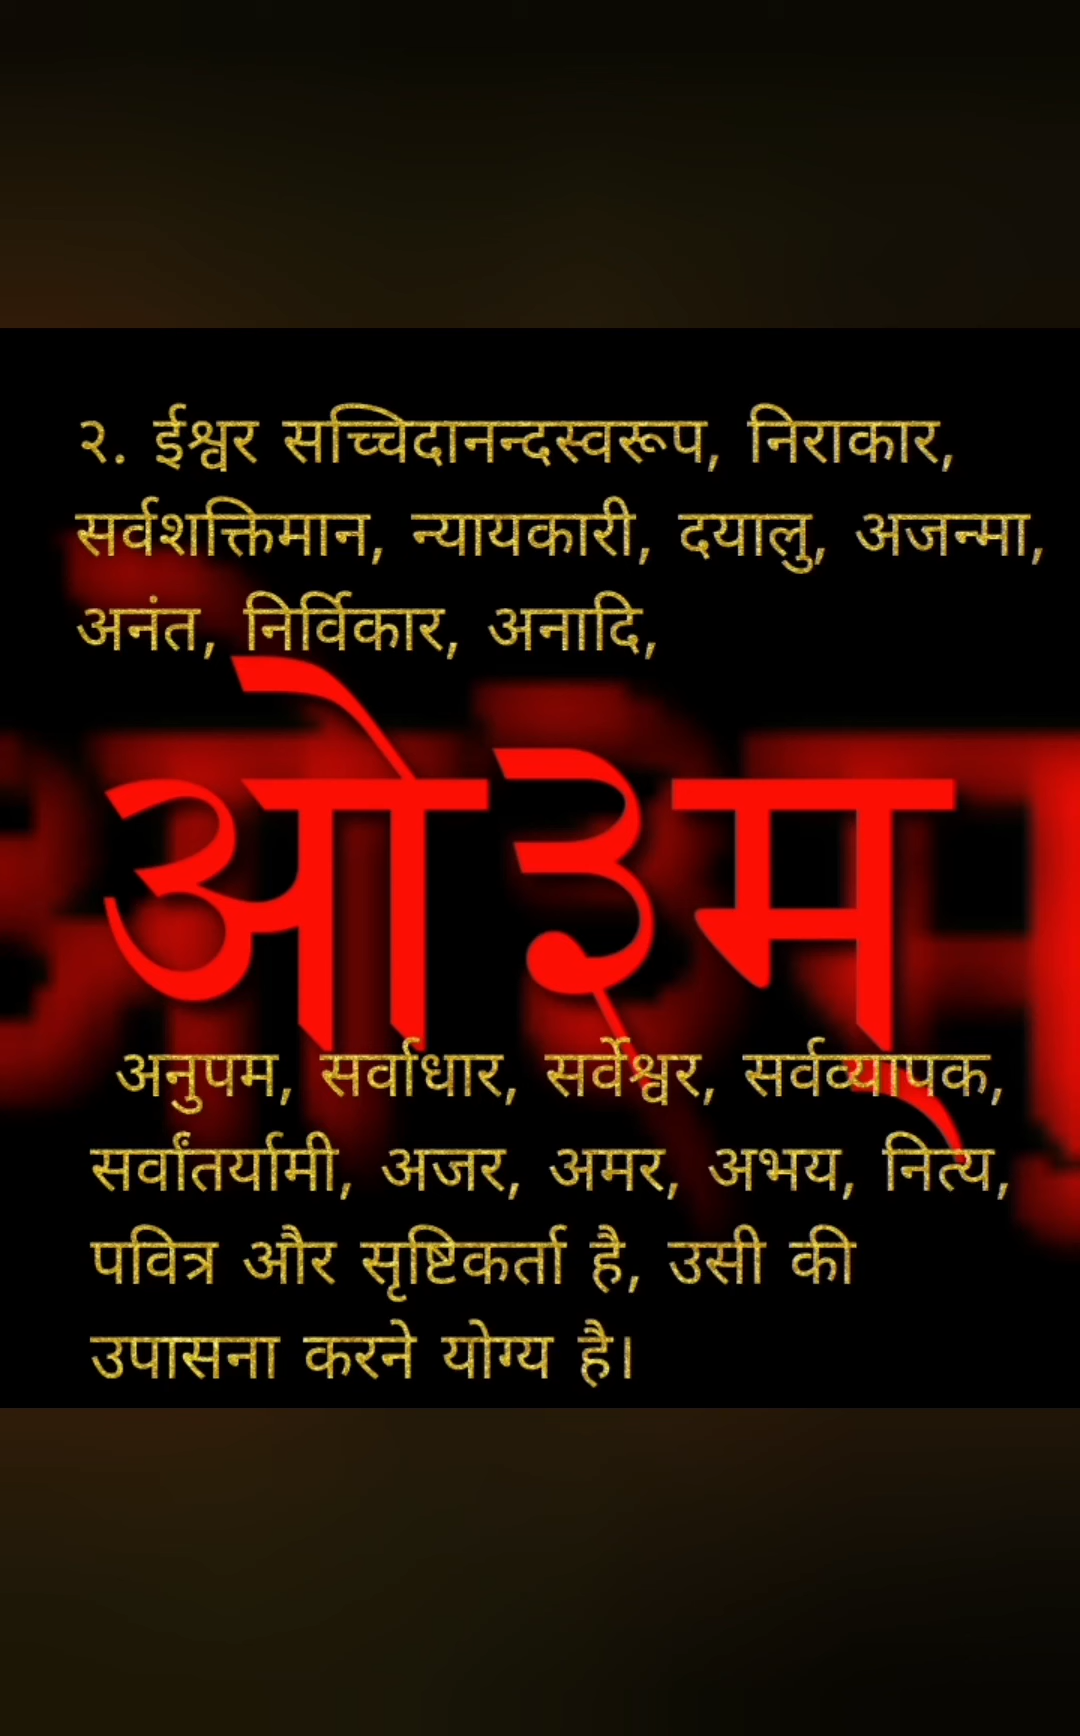 २. ईश्वर सच्चिदानन्दस्वरूप, निराकार,
सर्वशक्तिमान, न्यायकारी, दयालु, अजन्मा,
अनंत, निर्विकार, अनादि,
ओ३म्
अनुपम, सर्वाधार, सर्वेश्वर, सर्वव्यापक,
सर्वांतर्यामी, अजर, अमर, अभय, नित्य,
पवित्र और सृष्टिकर्ता है, उसी की
उपासना करने योग्य है।